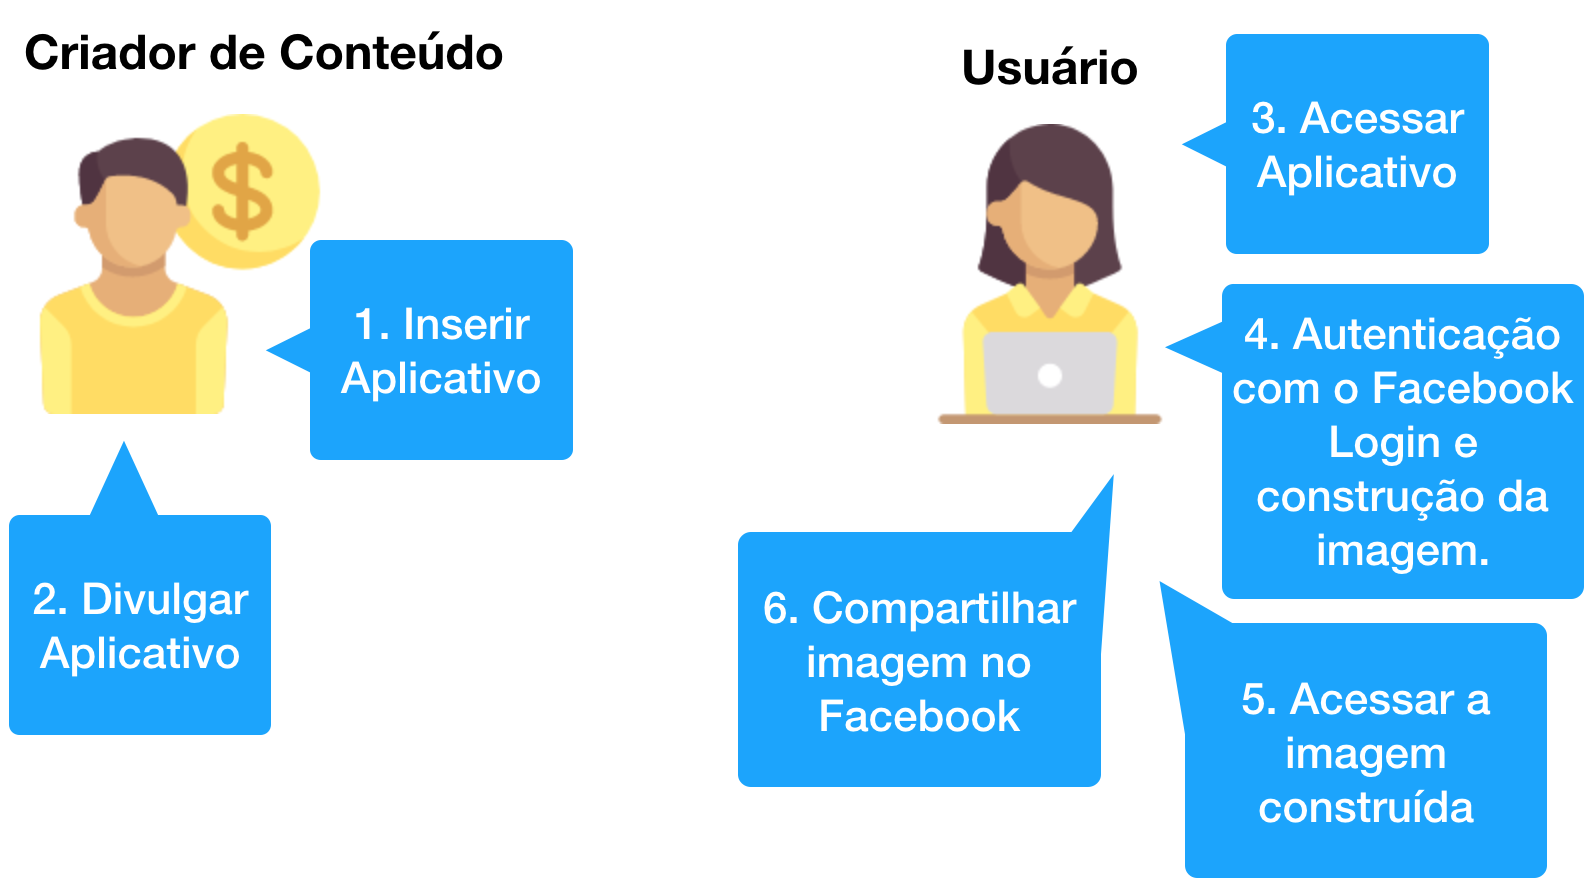 Criador de Conteúdo
1. Inserir
Aplicativo
2. Divulgar
Aplicativo
Usuário
3. Acessar
Aplicativo
4. Autenticação
com o Facebook
Login e
construção da
imagem.
5. Acessar a
imagem
construída
6. Compartilhar
imagem no
Facebook